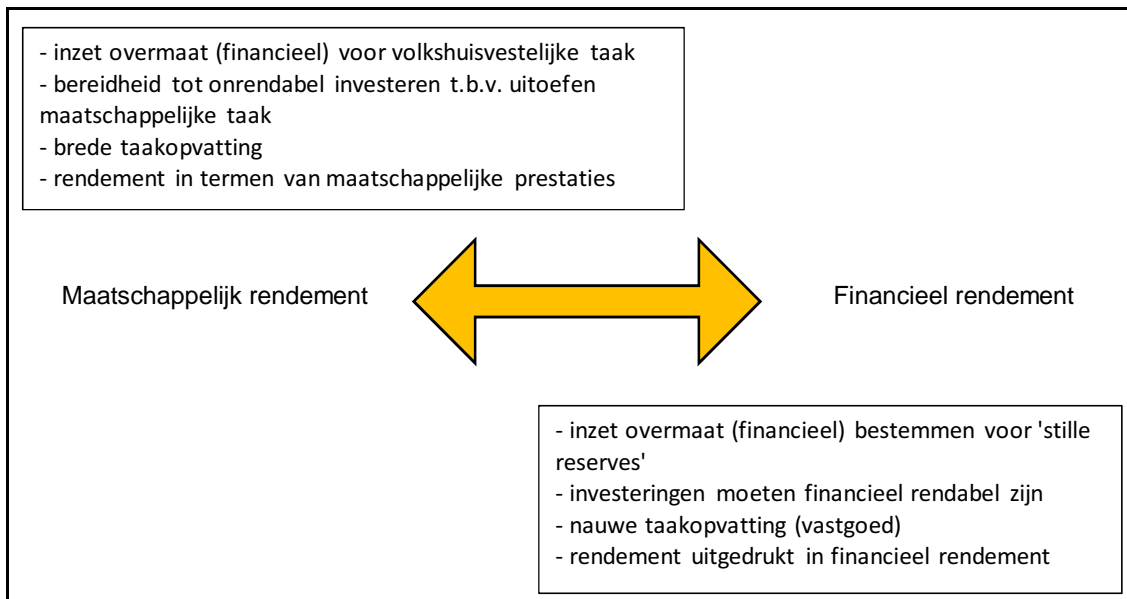 - inzet overmaat (financieel) voor volkshuisvestelijke taak
- bereidheid tot onrendabel investeren t.b.v. uitoefen
maatschappelijke taak
- brede taakopvatting
- rendement in termen van maatschappelijke prestaties
Maatschappelijk rendement
Financieel rendement
- inzet overmaat (financieel) bestemmen voor 'stille
reserves'
- investeringen moeten financieel rendabel zijn
- nauwe taakopvatting (vastgoed)
- rendement uitgedrukt in financieel rendement